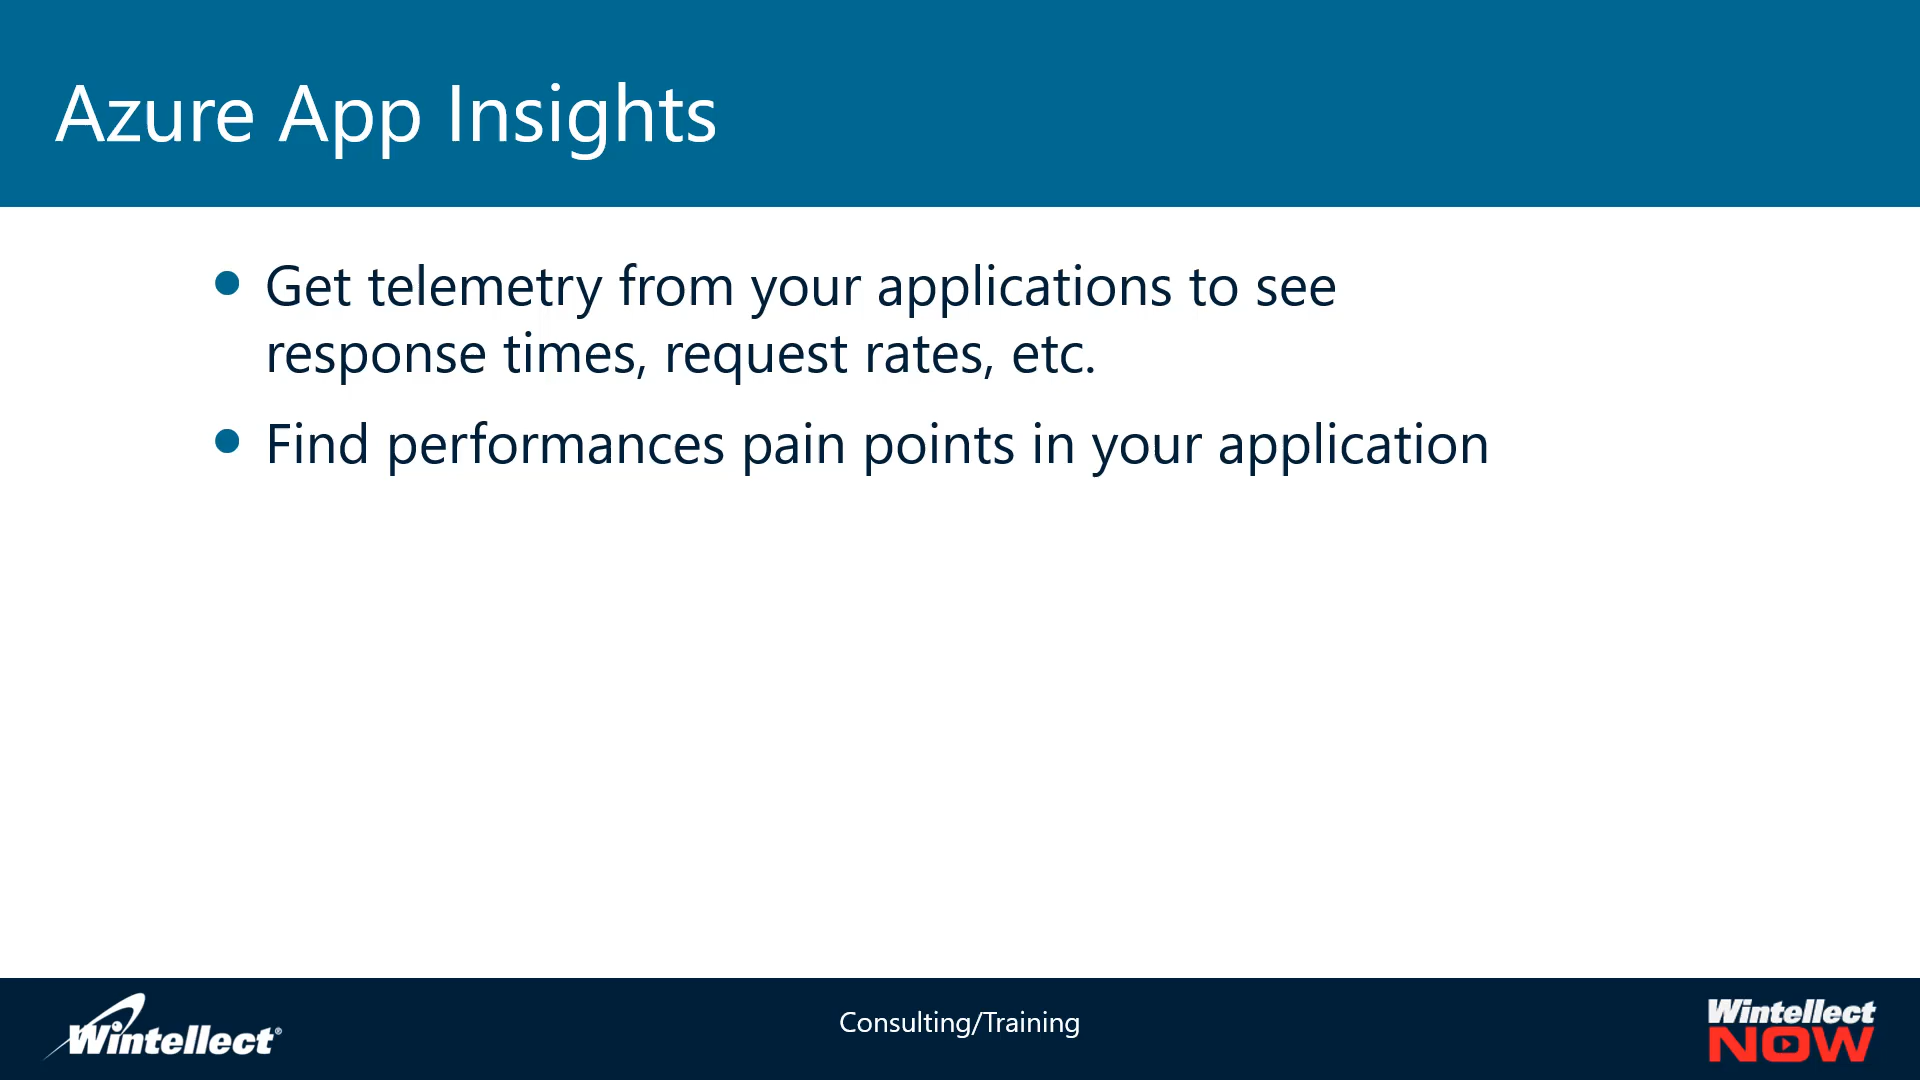 Azure App Insights
Get telemetry from your applications to see
response times, request rates, etc.
Find performances pain points in your application
Wintellect®
Consulting/Training
Wintellect
NOW